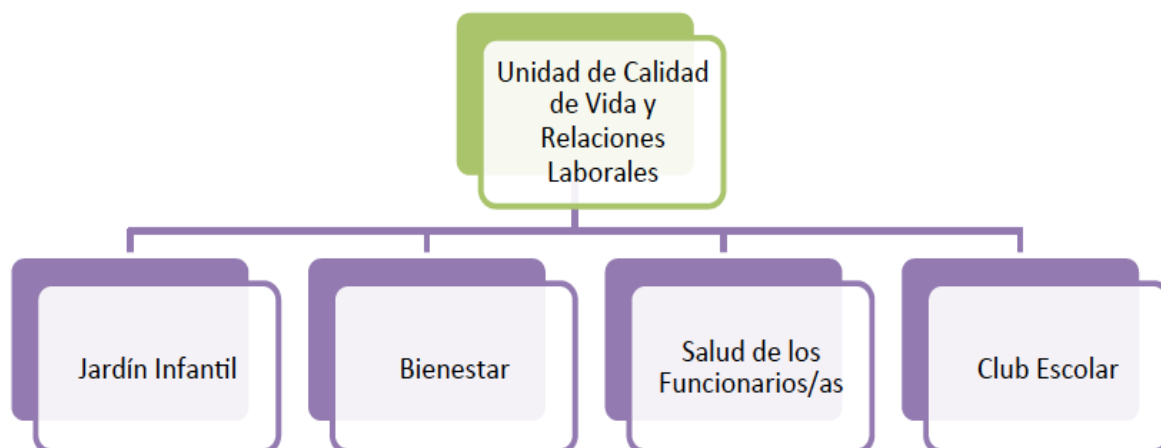 Unidad de Calidad
de Vida y
Relaciones
Laborales
Jardín Infantil
Bienestar
Salud de los
Funcionarios/as
Club Escolar